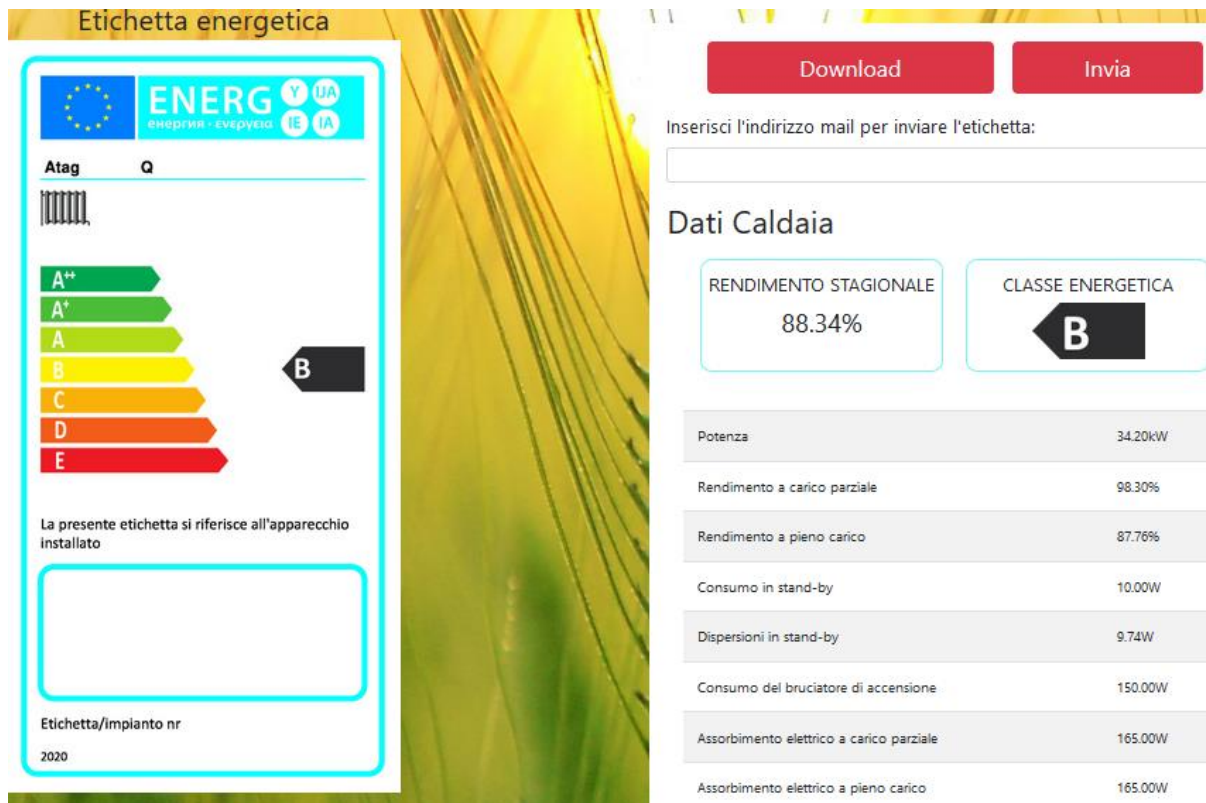 Etichetta energetica
ENERG
енергия · ενεργεια
Y IJA
IE IA
Atag Q
A++
A+
A
B
C
D
E
B
La presente etichetta si riferisce all'apparecchio
installato
Etichetta/impianto nr
2020
Download Invia
Inserisci l'indirizzo mail per inviare l'etichetta:
Dati Caldaia
RENDIMENTO STAGIONALE
88.34%
CLASSE ENERGETICA
B
Potenza 34.20kW
Rendimento a carico parziale 98.30%
Rendimento a pieno carico 87.76%
Consumo in stand-by 10.00W
Dispersioni in stand-by 9.74W
Consumo del bruciatore di accensione 150.00W
Assorbimento elettrico a carico parziale 165.00W
Assorbimento elettrico a pieno carico 165.00W